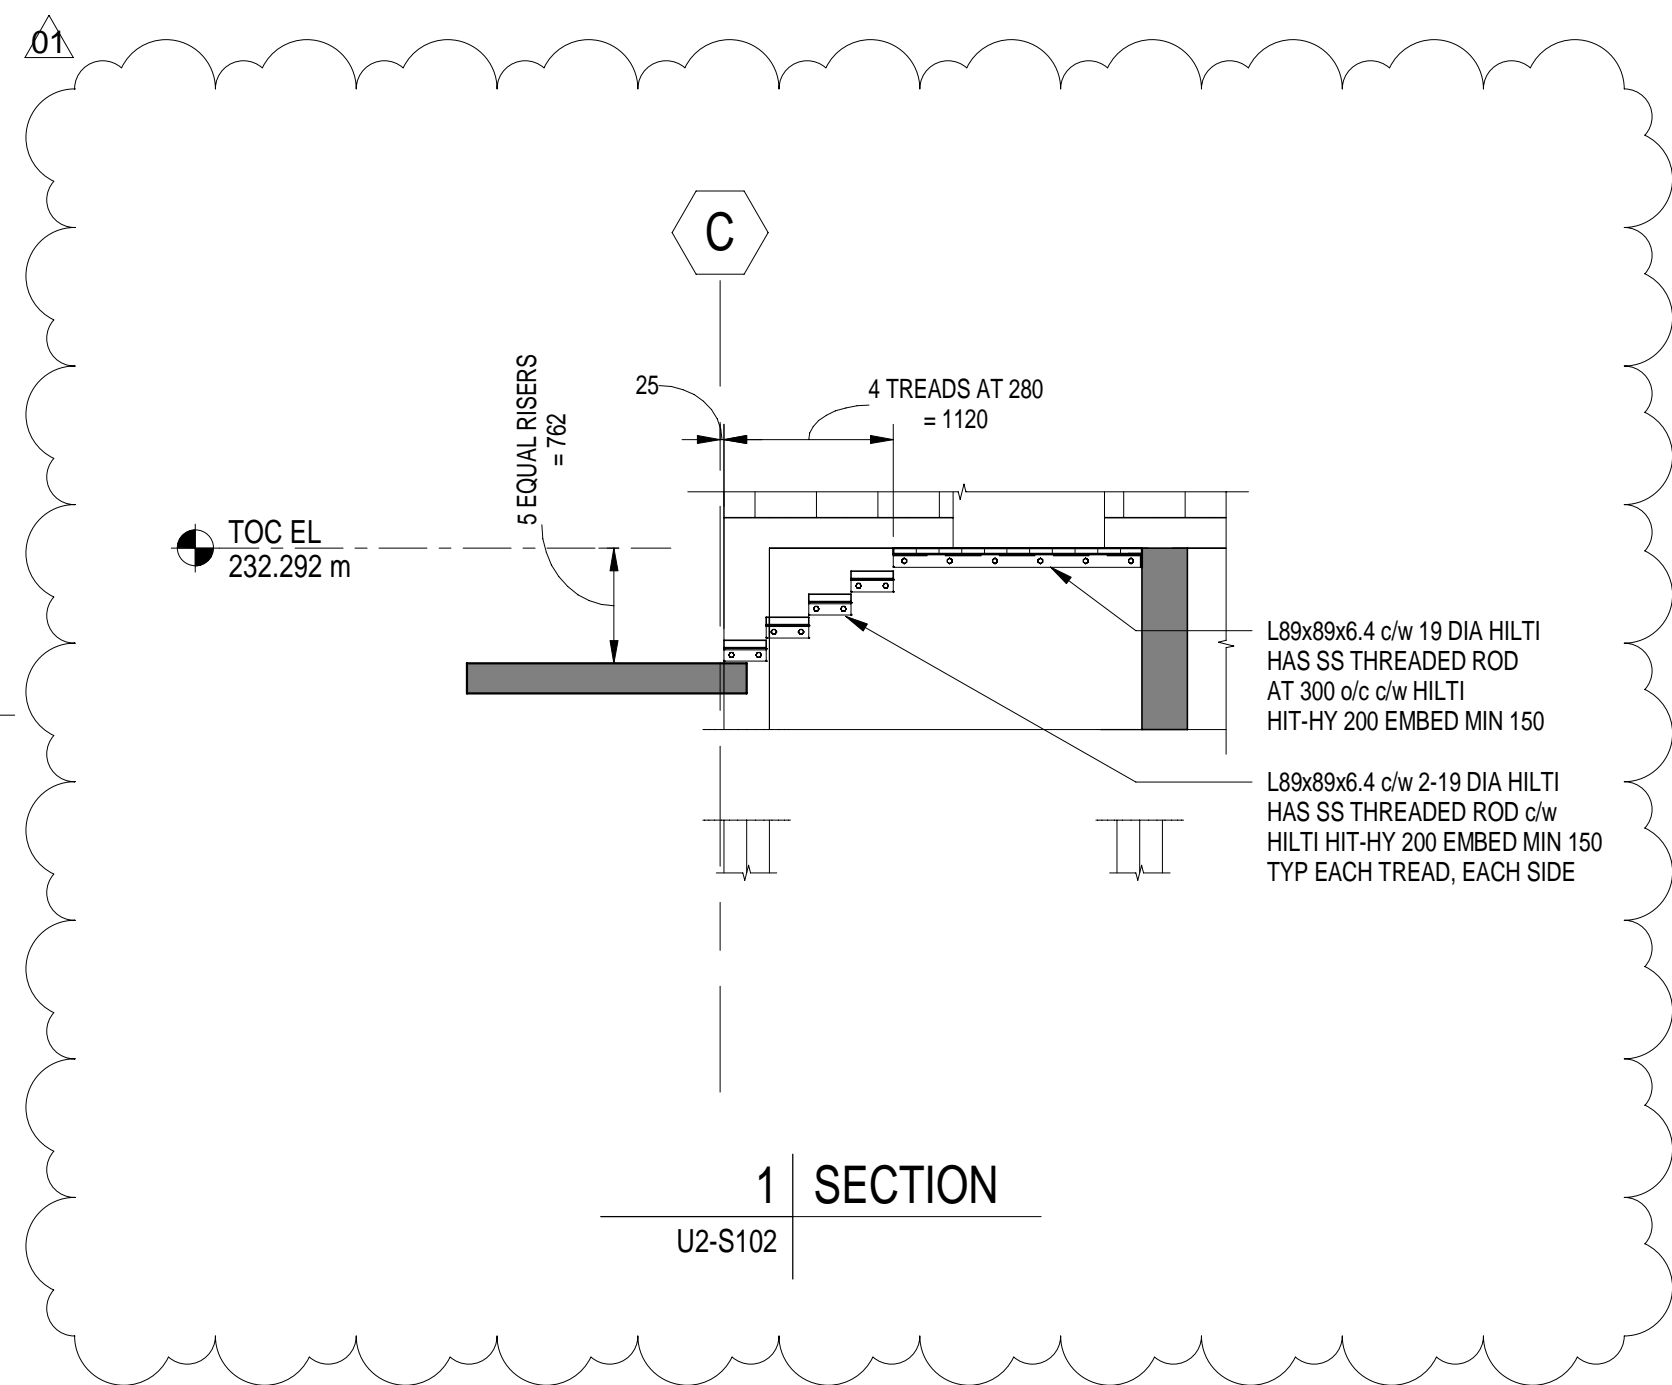 01
C
25
4 TREADS AT 280
= 1120
5 EQUAL RISERS
= 762
TOC EL
232.292 m
L89x89x6.4 c/w 19 DIA HILTI
HAS SS THREADED ROD
AT 300 o/c c/w HILTI
HIT-HY 200 EMBED MIN 150
L89x89x6.4 c/w 2-19 DIA HILTI
HAS SS THREADED ROD c/w
HILTI HIT-HY 200 EMBED MIN 150
TYP EACH TREAD, EACH SIDE
1 SECTION
U2-S102